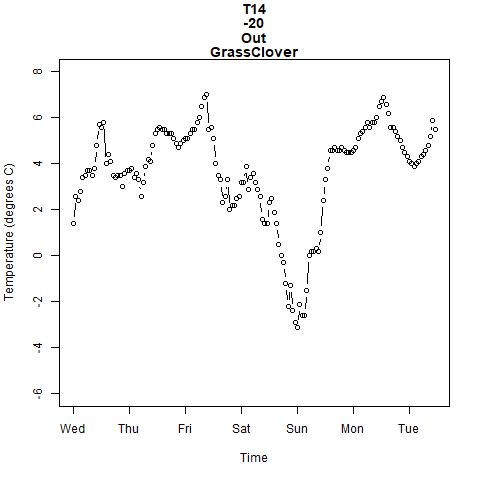 T14
-20
Out
GrassClover
8
6
4
2
0
-2
-4
-6
Temperature (degrees C)
Wed Thu Fri Sat Sun Mon Tue
Time